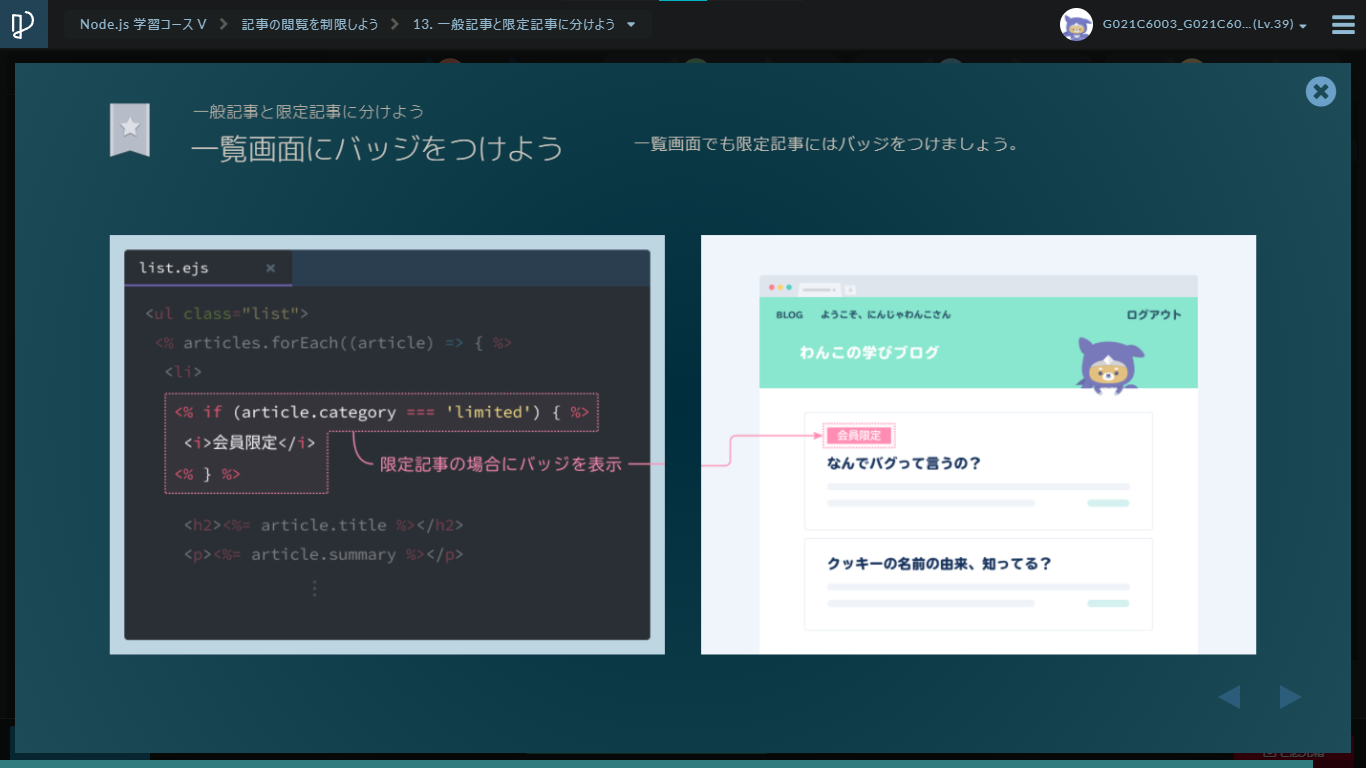 Node.js 学習コース V
記事の閲覧を制限しよう
13. 一般記事と限定記事に分けよう
G021C6003_G021C60...(Lv.39)
一般記事と限定記事に分けよう
一覧画面にバッジをつけよう
一覧画面でも限定記事にはバッジをつけましょう。
list.ejs
<ul class="list">
<% articles.forEach((article) => { %>
<li>
<% if (article.category === 'limited') { %>
<i>会員限定</i>
<% } %>
限定記事の場合にバッジを表示
<h2><%= article.title %></h2>
<p><%= article.summary %></p>
BLOG
ようこそ、にんじゃわんこさん
ログアウト
わんこの学びブログ
会員限定
なんでバグって言うの？
クッキーの名前の由来、知ってる？